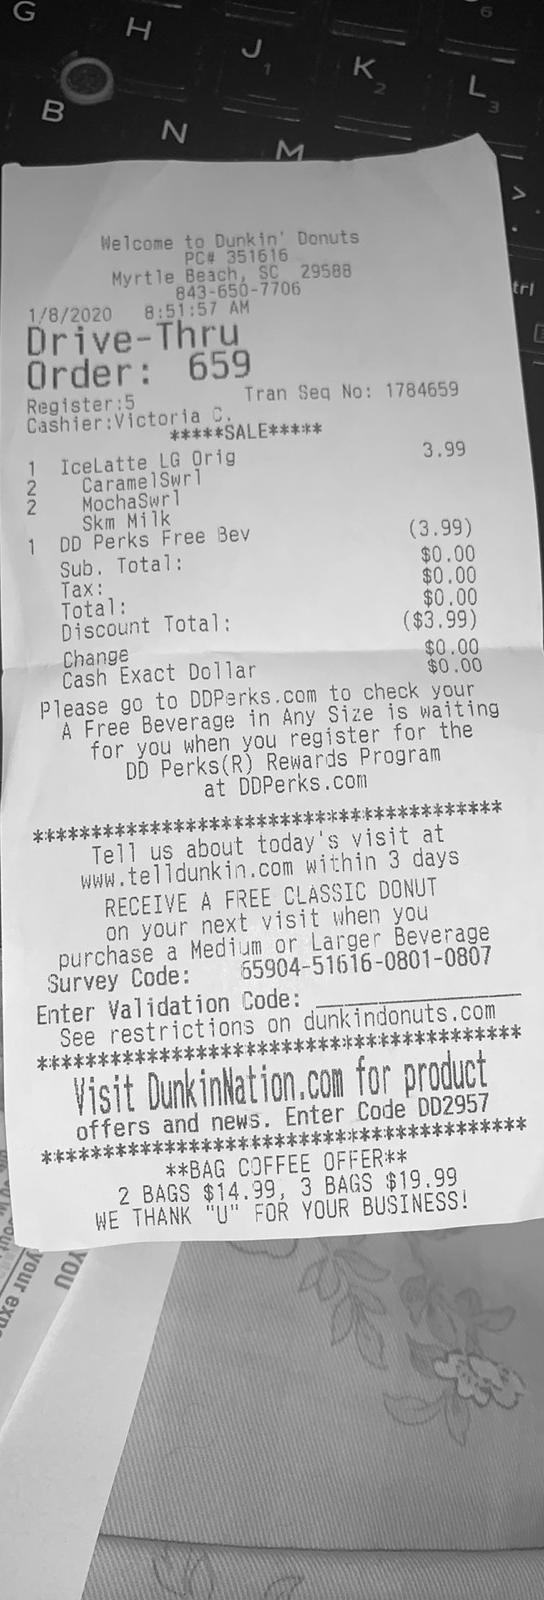 G H J 1 K 2 L 3 6
B N M
>
trl
Welcome to Dunkin' Donuts
PC# 351616
Myrtle Beach, SC 29588
843-650-7706
1/8/2020 8:51:57 AM
Drive-Thru
Order: 659
Register:5 Tran Seq No: 1784659
Cashier:Victoria C.
*****SALE*****
1 IceLatte LG Orig 3.99
2 CaramelSwrl
2 MochaSwrl
Skm Milk
1 DD Perks Free Bev (3.99)
Sub. Total: $0.00
Tax: $0.00
Total: $0.00
Discount Total: ($3.99)
Change $0.00
Cash Exact Dollar $0.00
Please go to DDPerks.com to check your
A Free Beverage in Any Size is waiting
for you when you register for the
DD Perks(R) Rewards Program
at DDPerks.com
***************************************
Tell us about today's visit at
www.telldunkin.com within 3 days
RECEIVE A FREE CLASSIC DONUT
on your next visit when you
purchase a Medium or Larger Beverage
Survey Code: 65904-51616-0801-0807
Enter Validation Code: _______________
See restrictions on dunkindonuts.com
***************************************
Visit DunkinNation.com for product
offers and news. Enter Code DD2957
***************************************
**BAG COFFEE OFFER**
2 BAGS $14.99, 3 BAGS $19.99
WE THANK "U" FOR YOUR BUSINESS!
YOU
your